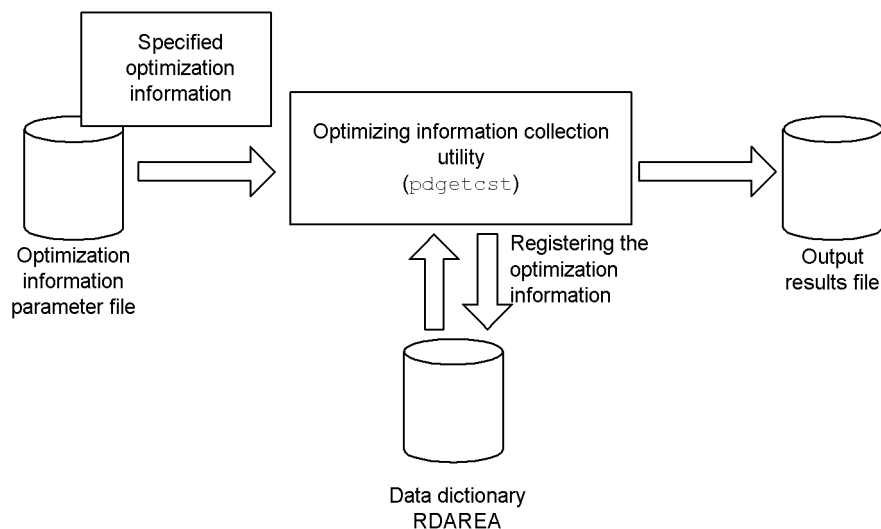 Specified
optimization
information
Optimizing information collection
utility
(pdgetcst)
Optimization
information
parameter file
Registering the
optimization
information
Output
results file
Data dictionary
RDAREA